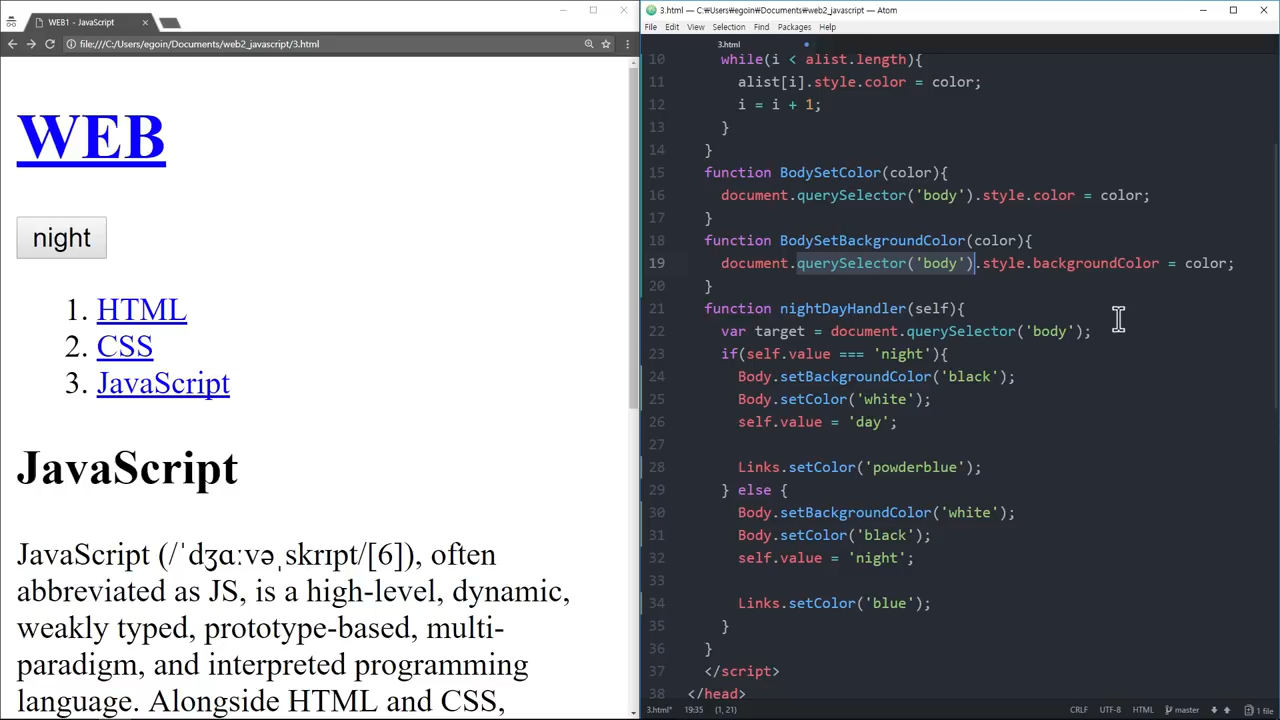 WEB1 - JavaScript
file:///C:/Users/egoin/Documents/web2_javascript/3.html
WEB
night
1. HTML
2. CSS
3. JavaScript
JavaScript
JavaScript (/ˈdʒɑːvəˌskrɪpt/[6]), often
abbreviated as JS, is a high-level, dynamic,
weakly typed, prototype-based, multi-
paradigm, and interpreted programming
language. Alongside HTML and CSS,
3.html — C:₩Users₩egoin₩Documents₩web2_javascript — Atom
File Edit View Selection Find Packages Help
3.html
10 while(i < alist.length){
11 alist[i].style.color = color;
12 i = i + 1;
13 }
14 }
15 function BodySetColor(color){
16 document.querySelector('body').style.color = color;
17 }
18 function BodySetBackgroundColor(color){
19 document.querySelector('body').style.backgroundColor = color;
20 }
21 function nightDayHandler(self){
22 var target = document.querySelector('body');
23 if(self.value === 'night'){
24 Body.setBackgroundColor('black');
25 Body.setColor('white');
26 self.value = 'day';
27
28 Links.setColor('powderblue');
29 } else {
30 Body.setBackgroundColor('white');
31 Body.setColor('black');
32 self.value = 'night';
33
34 Links.setColor('blue');
35 }
36 }
37 </script>
38 </head>
3.html* 19:35 (1, 21) CRLF UTF-8 HTML master 1 file